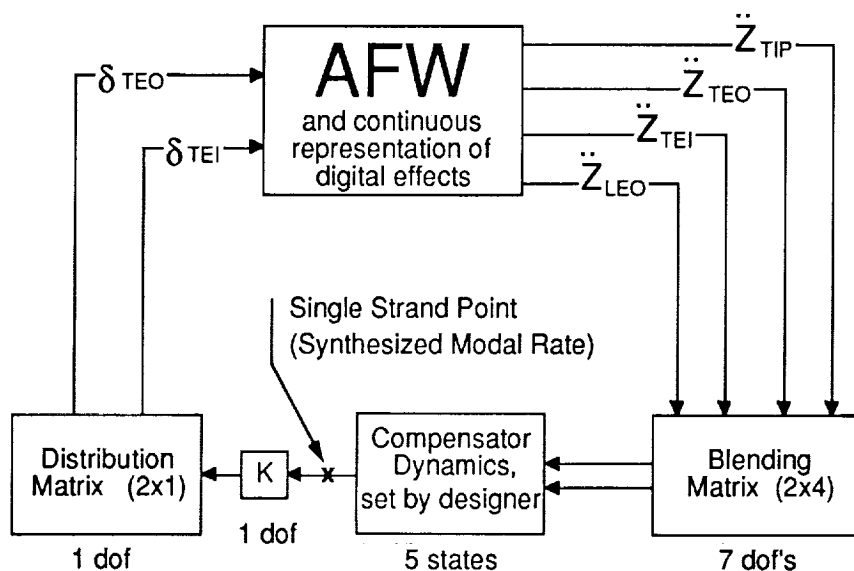 AFW
and continuous
representation of
digital effects
δ TEO
δ TEI
Z̈ TIP
Z̈ TEO
Z̈ TEI
Z̈ LEO
Single Strand Point
(Synthesized Modal Rate)
Distribution
Matrix (2x1)
1 dof
K
1 dof
x
Compensator
Dynamics,
set by designer
5 states
Blending
Matrix (2x4)
7 dof's